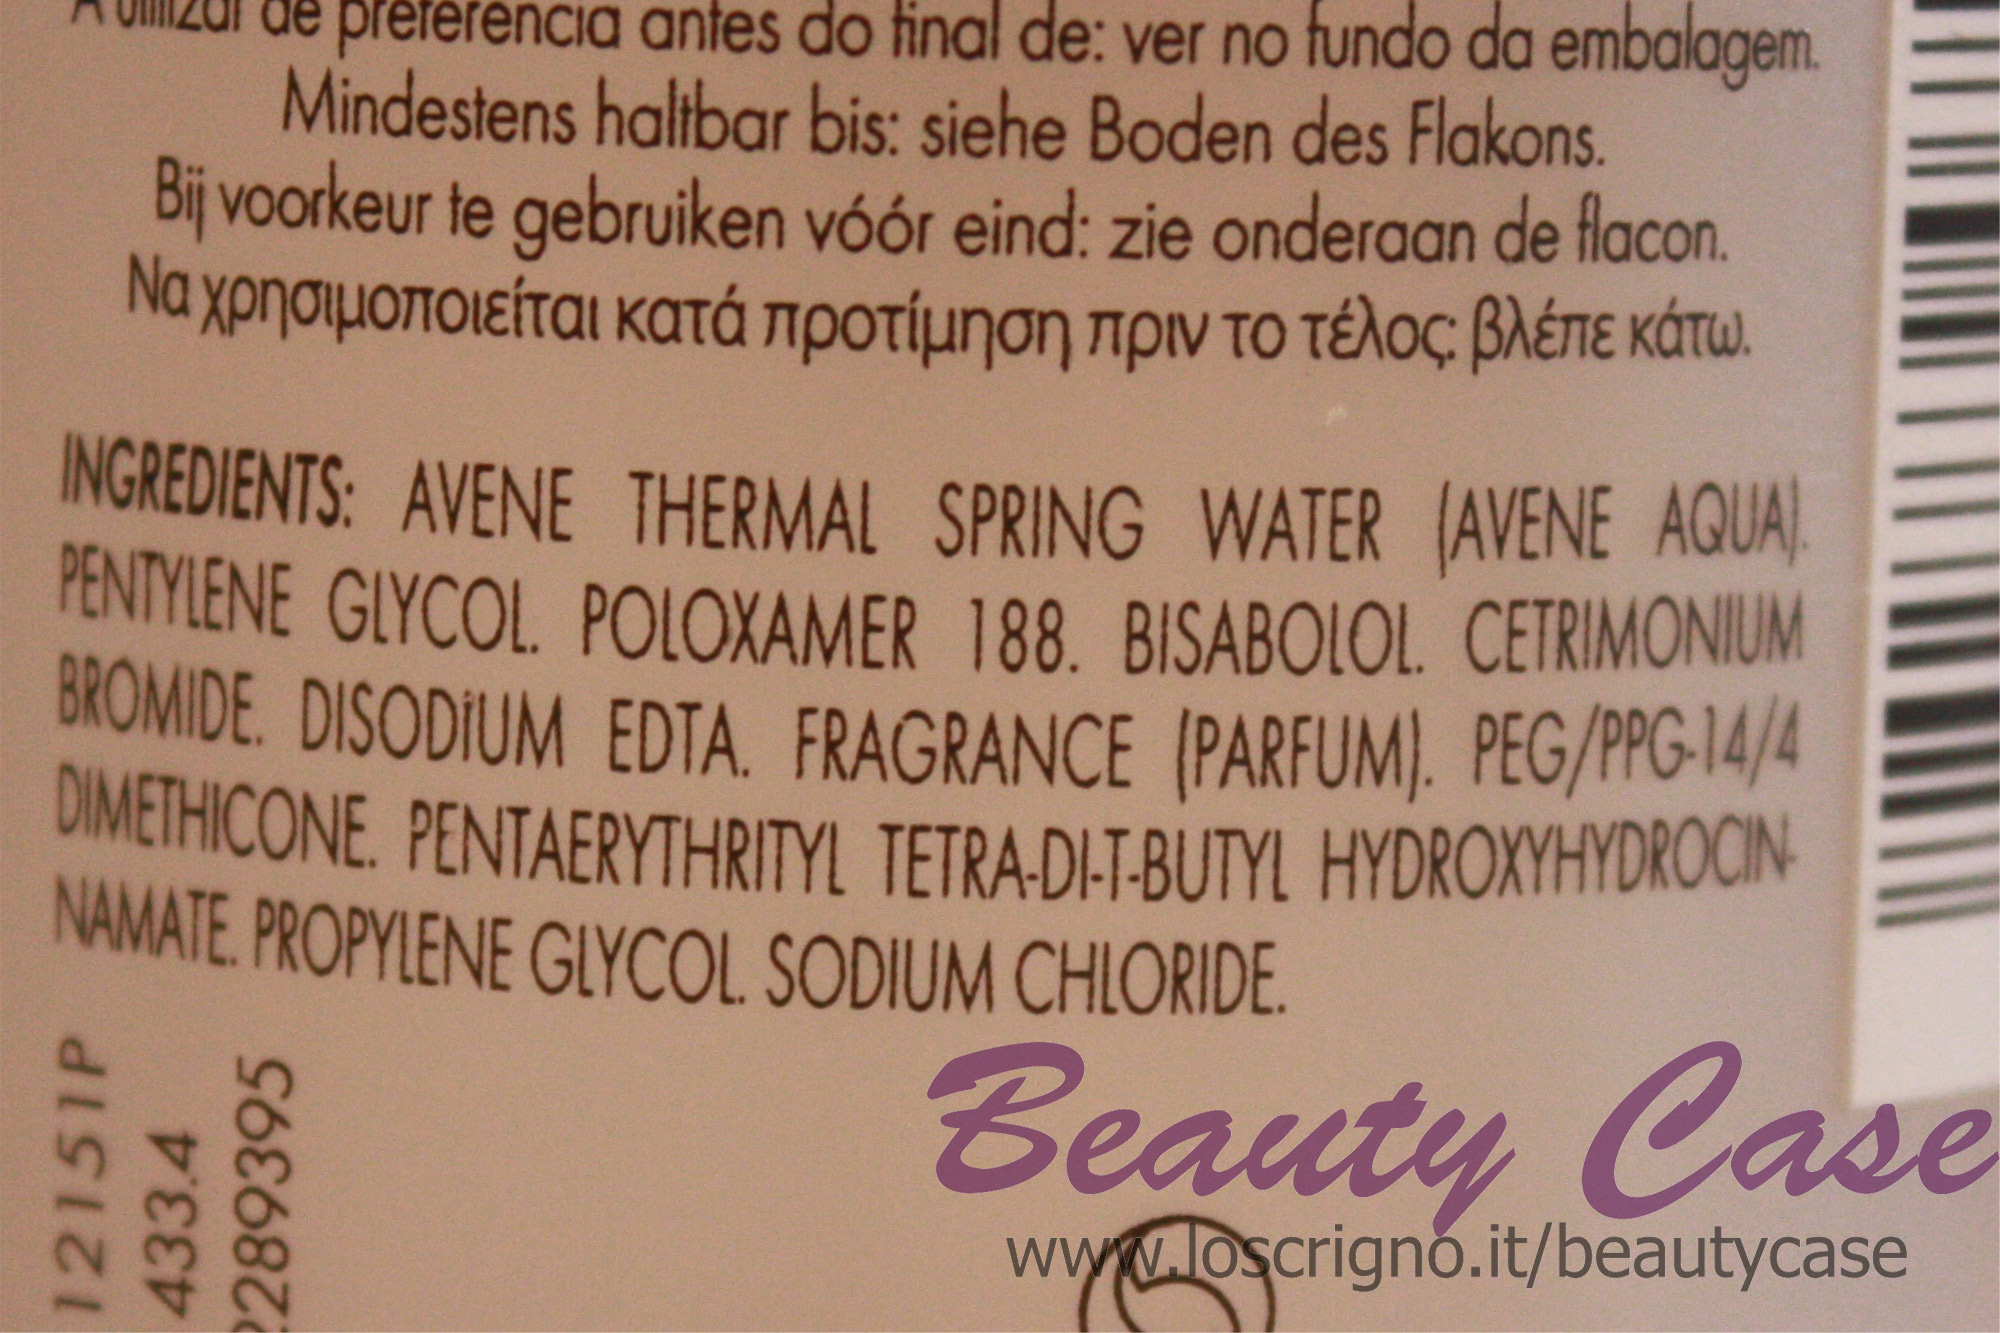 A utilizar de preferência antes do final de: ver no fundo da embalagem.
Mindestens haltbar bis: siehe Boden des Flakons.
Bij voorkeur te gebruiken vóór eind: zie onderaan de flacon.
Να χρησιμοποιείται κατά προτίμηση πριν το τέλος: βλέπε κάτω.
INGREDIENTS: AVENE THERMAL SPRING WATER (AVENE AQUA).
PENTYLENE GLYCOL. POLOXAMER 188. BISABOLOL. CETRIMONIUM
BROMIDE. DISODIUM EDTA. FRAGRANCE (PARFUM). PEG/PPG-14/4
DIMETHICONE. PENTAERYTHRITYL TETRA-DI-T-BUTYL HYDROXYHYDROCIN-
NAMATE. PROPYLENE GLYCOL. SODIUM CHLORIDE.
12151P
433.4
2289395
Beauty Case
www.loscrigno.it/beautycase